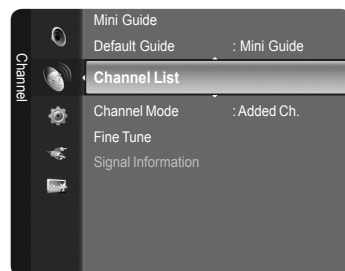 Channel
Mini Guide
Default Guide : Mini Guide
Channel List
Channel Mode : Added Ch.
Fine Tune
Signal Information